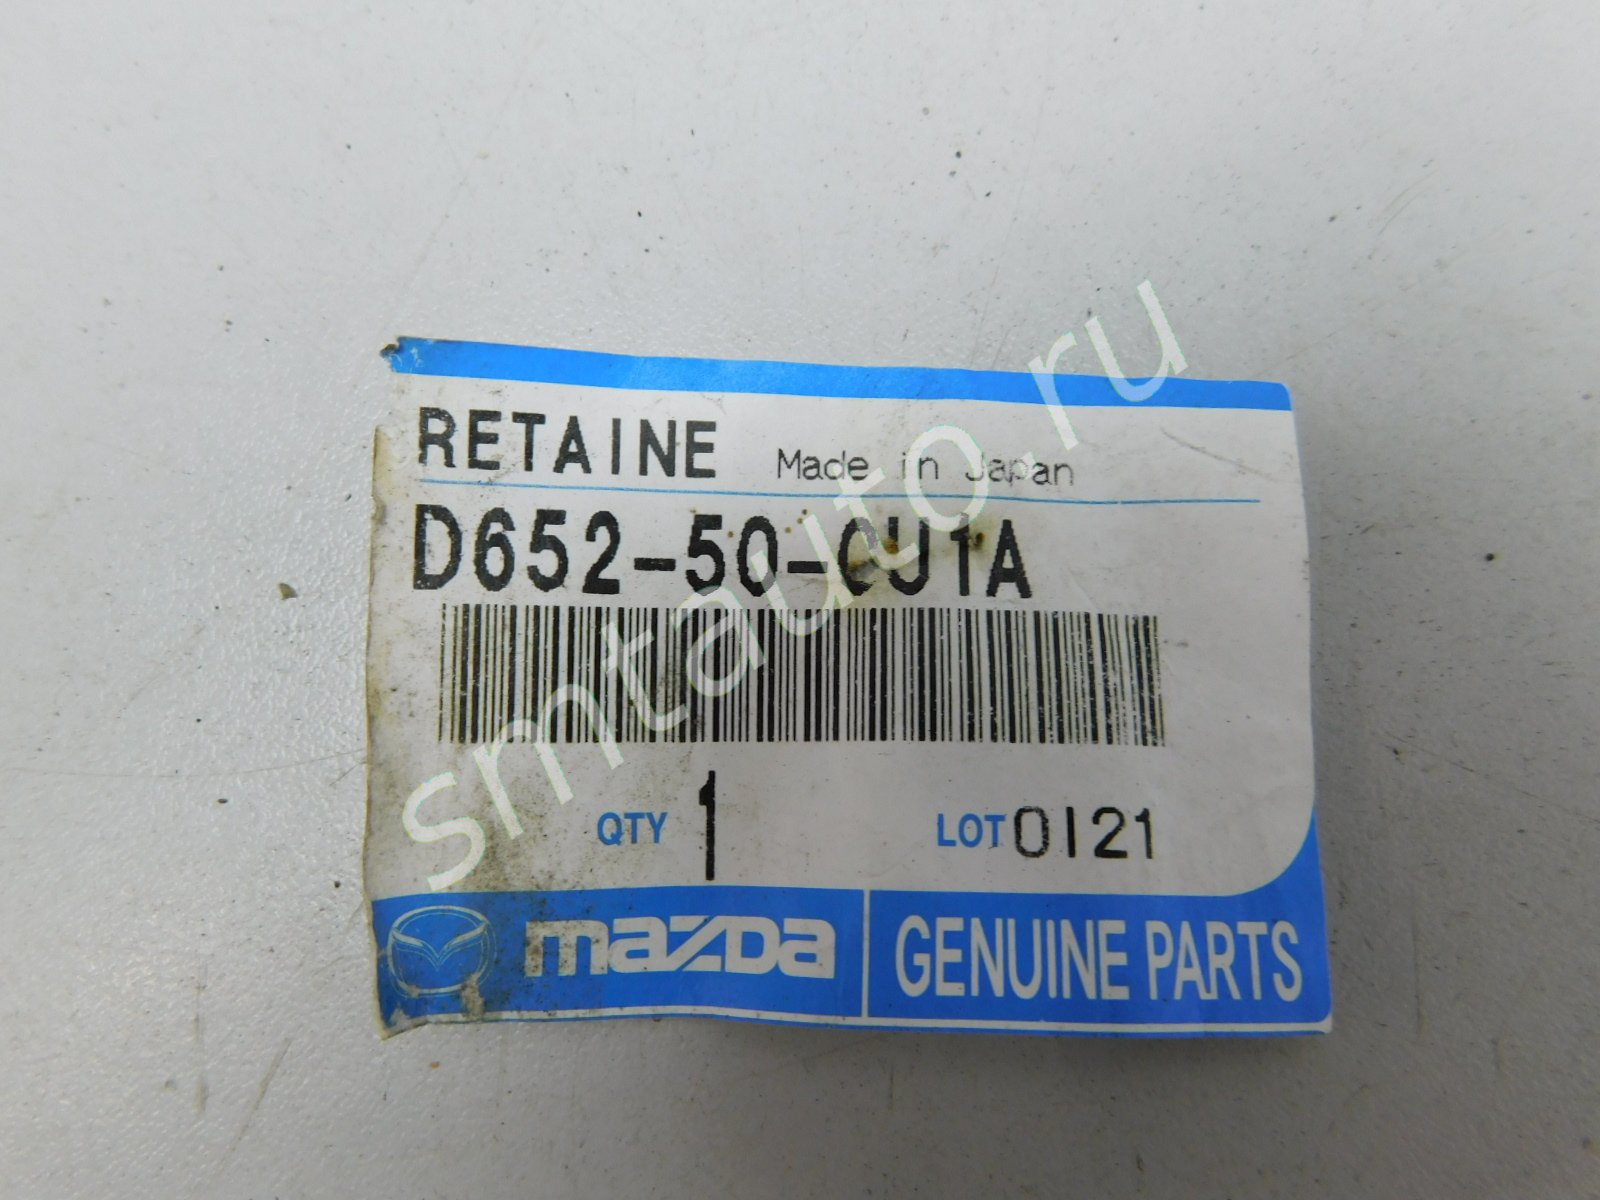 RETAINE Made in Japan
D652-50-CU1A
QTY 1 LOT 0121
mazda GENUINE PARTS
smtauto.ru